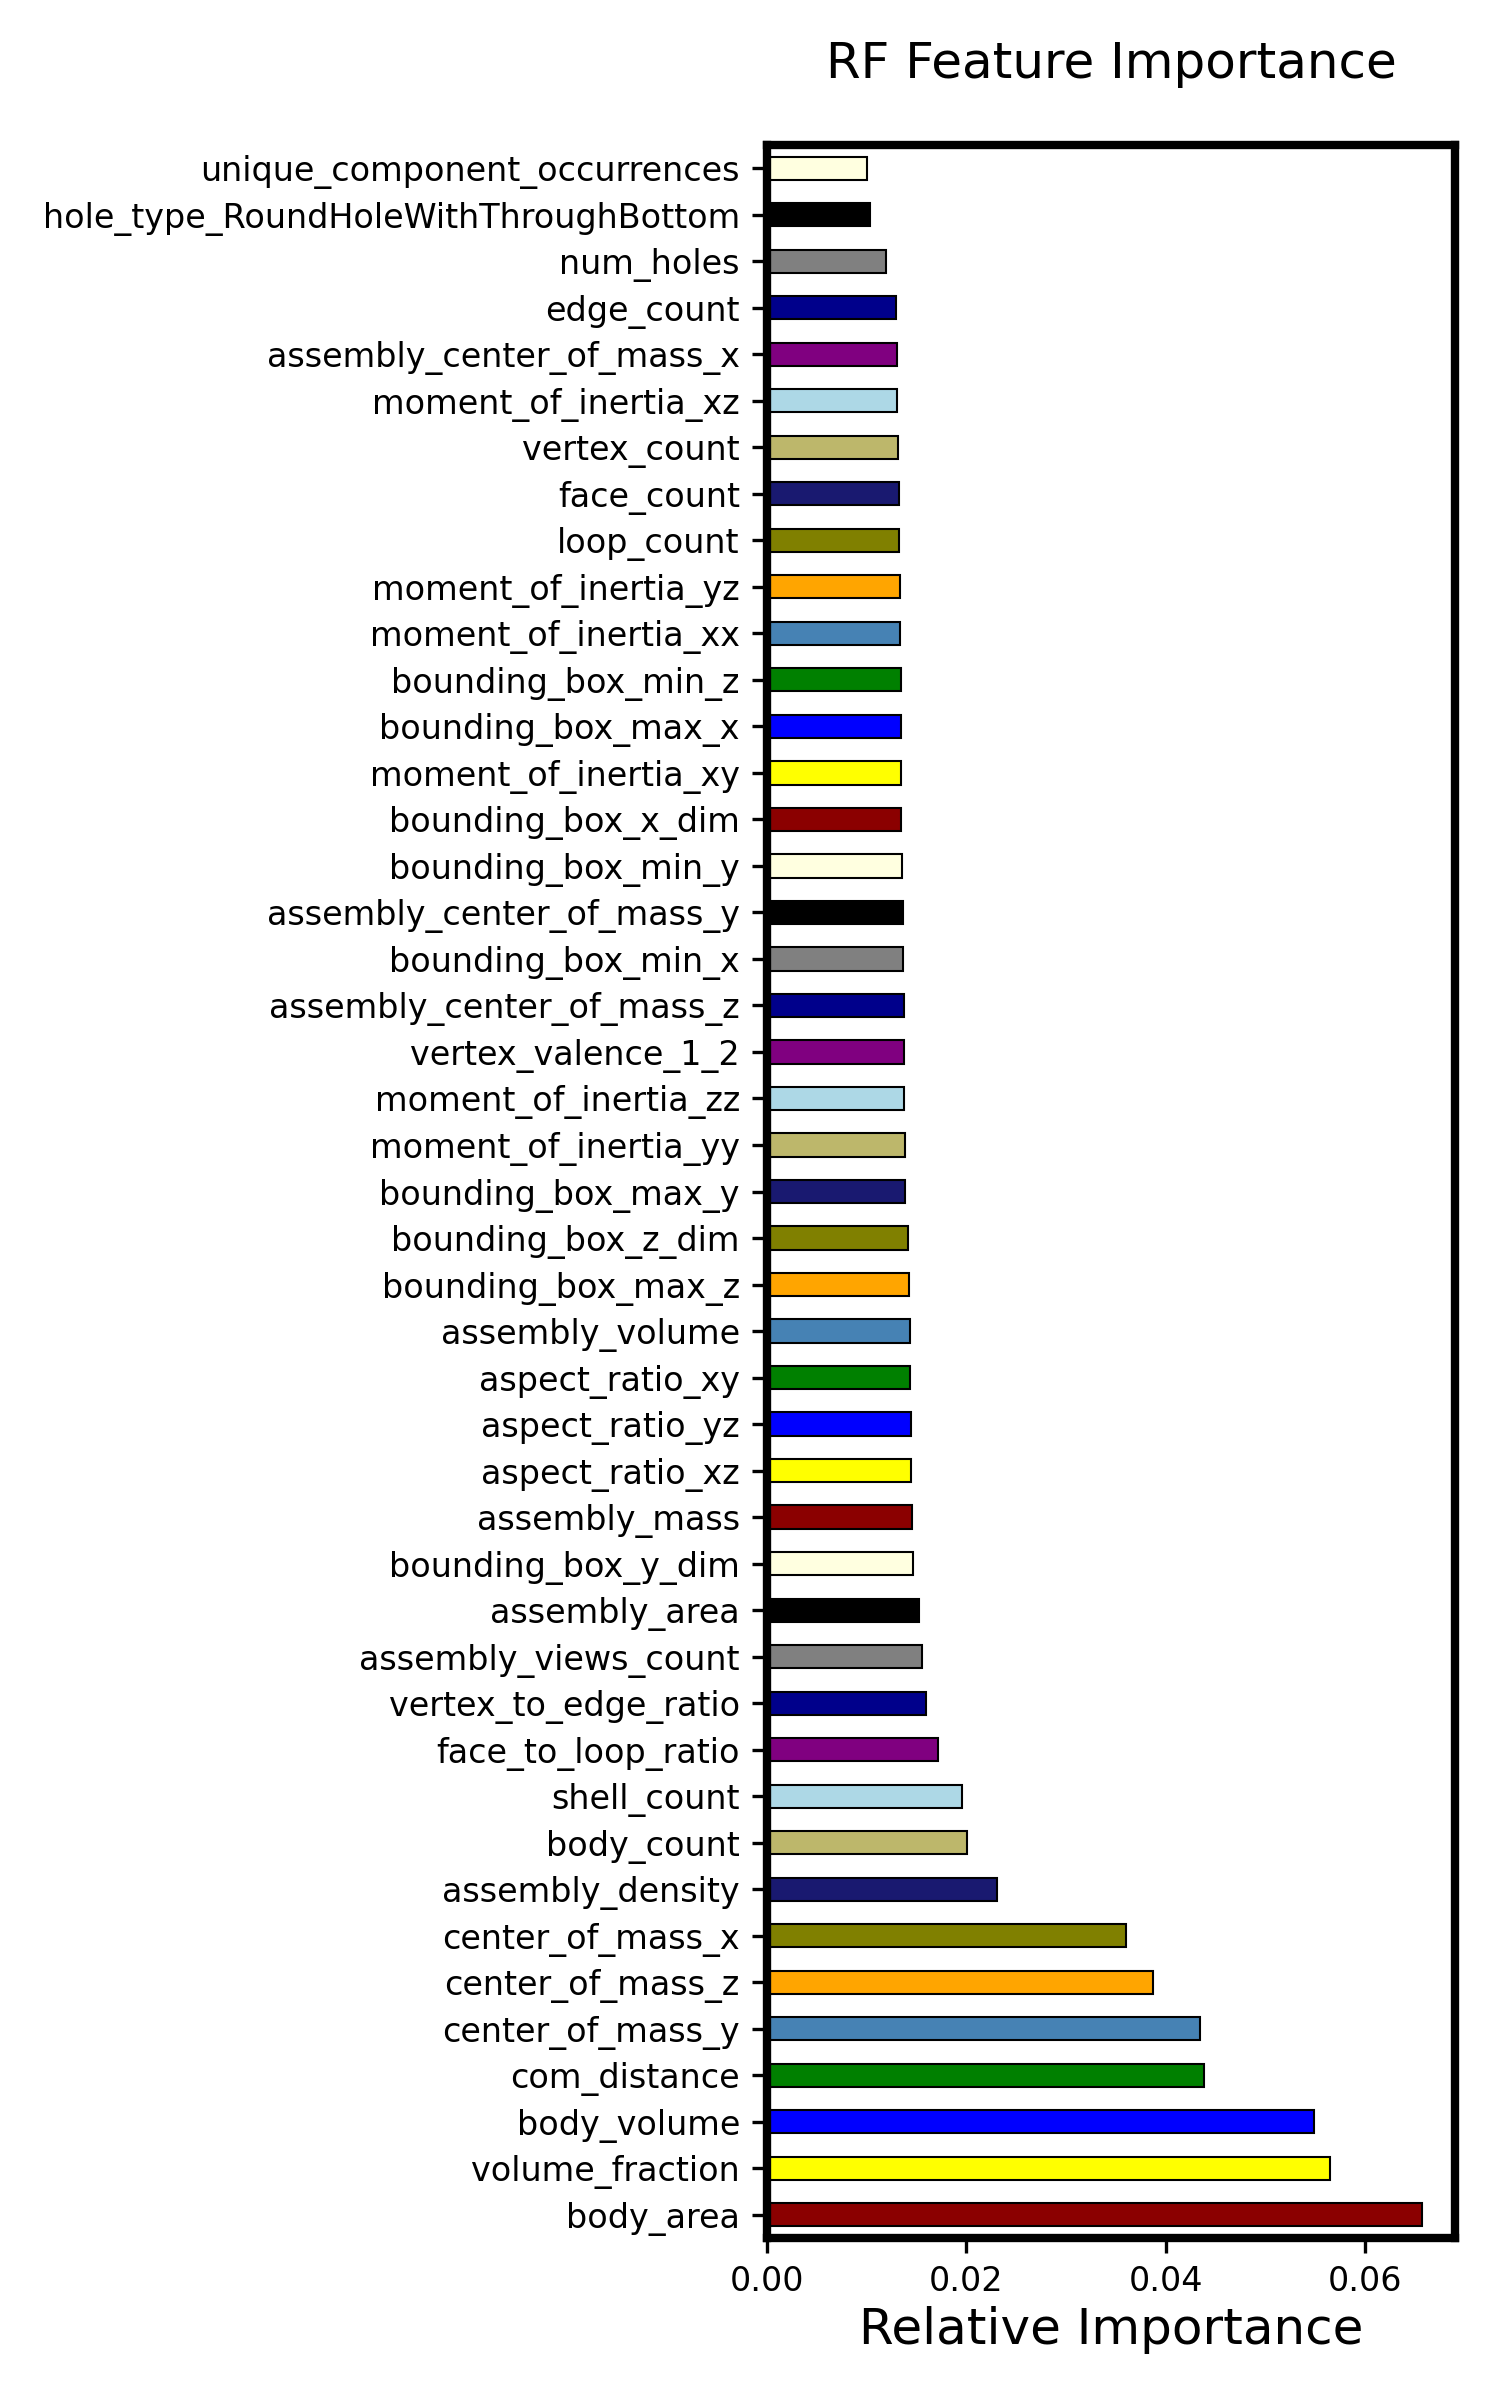 RF Feature Importance
unique_component_occurrences
hole_type_RoundHoleWithThroughBottom
num_holes
edge_count
assembly_center_of_mass_x
moment_of_inertia_xz
vertex_count
face_count
loop_count
moment_of_inertia_yz
moment_of_inertia_xx
bounding_box_min_z
bounding_box_max_x
moment_of_inertia_xy
bounding_box_x_dim
bounding_box_min_y
assembly_center_of_mass_y
bounding_box_min_x
assembly_center_of_mass_z
vertex_valence_1_2
moment_of_inertia_zz
moment_of_inertia_yy
bounding_box_max_y
bounding_box_z_dim
bounding_box_max_z
assembly_volume
aspect_ratio_xy
aspect_ratio_yz
aspect_ratio_xz
assembly_mass
bounding_box_y_dim
assembly_area
assembly_views_count
vertex_to_edge_ratio
face_to_loop_ratio
shell_count
body_count
assembly_density
center_of_mass_x
center_of_mass_z
center_of_mass_y
com_distance
body_volume
volume_fraction
body_area
0.00 0.02 0.04 0.06
Relative Importance